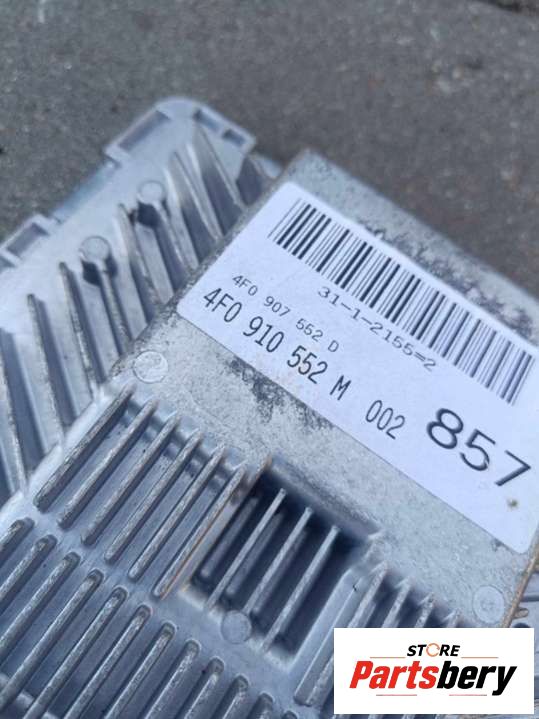 31-1-2155=2
4F0 907 552 D
4F0 910 552 M 002 857
STORE
Partsbery